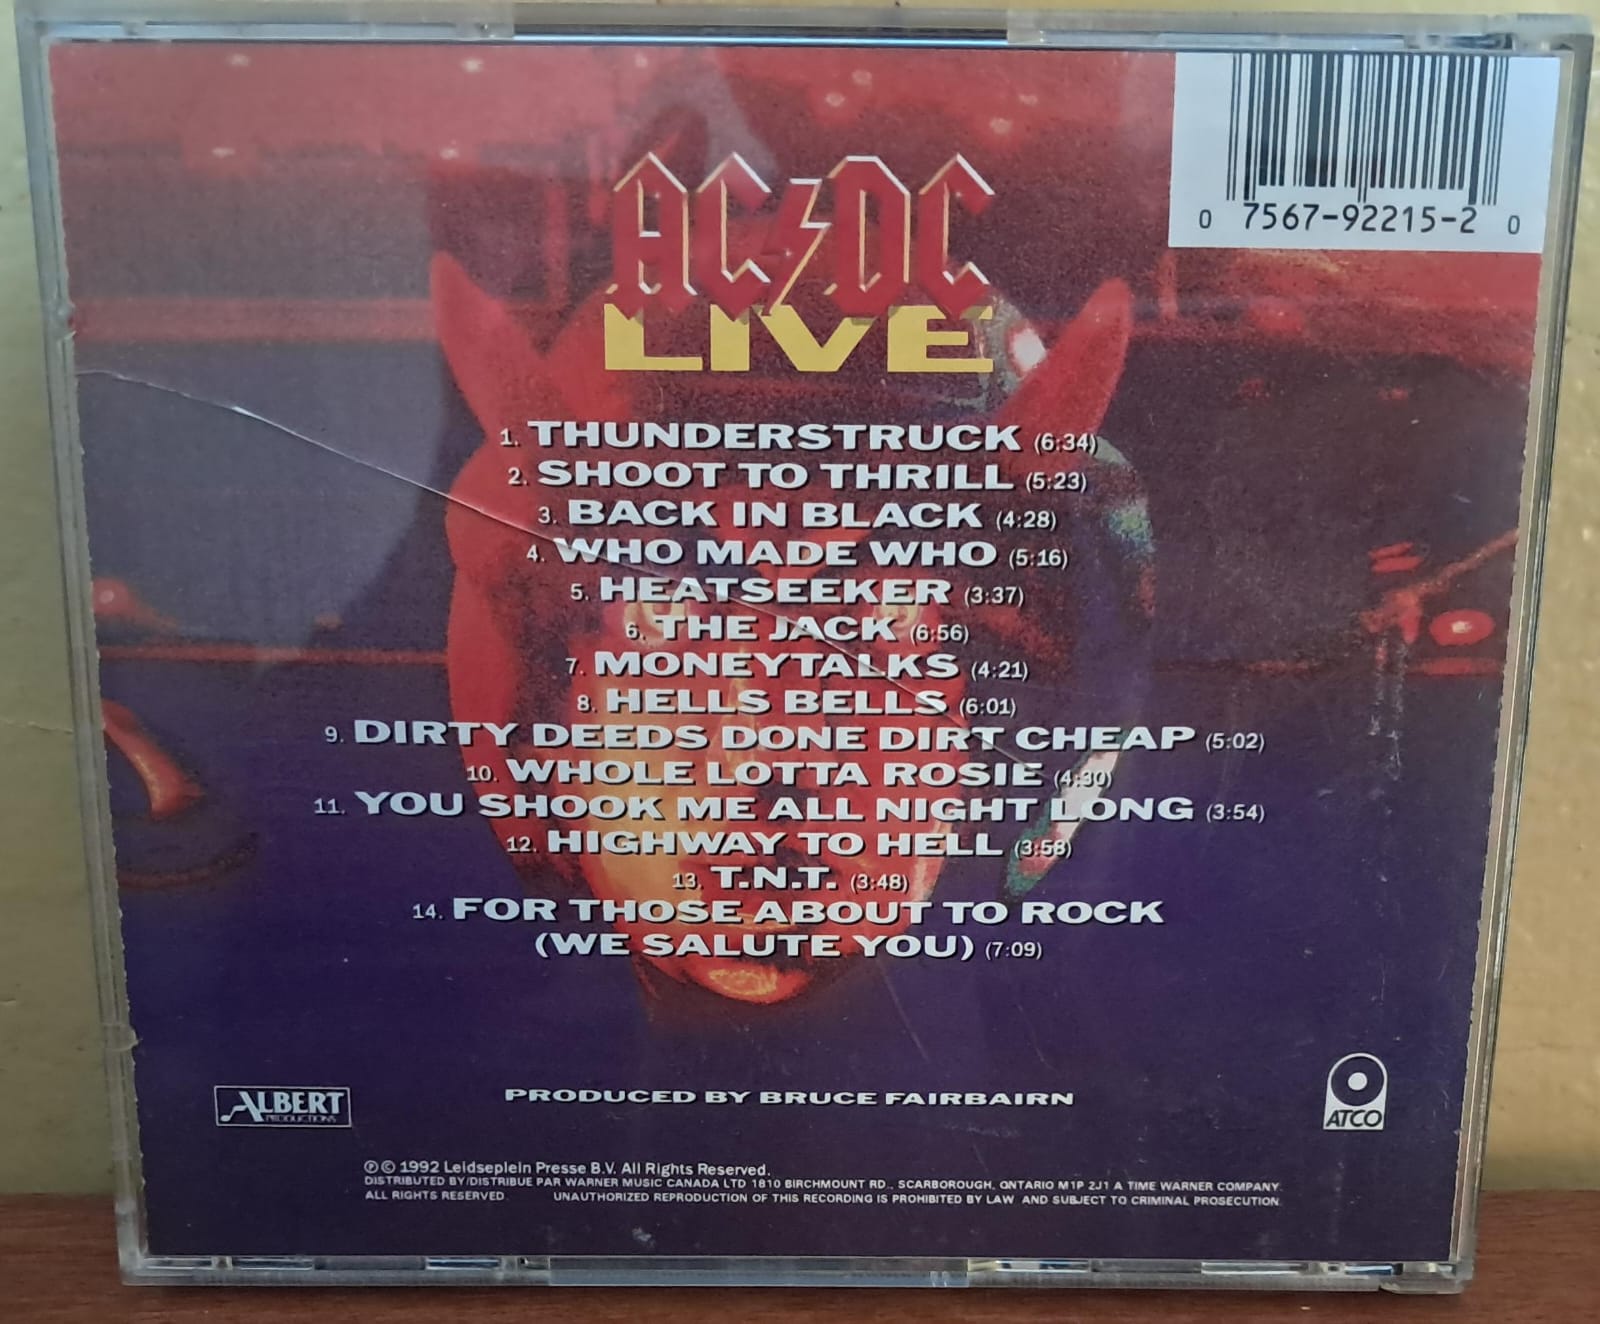 0 7567-92215-2 0
AC/DC
LIVE
1. THUNDERSTRUCK (6:34)
2. SHOOT TO THRILL (5:23)
3. BACK IN BLACK (4:28)
4. WHO MADE WHO (5:16)
5. HEATSEEKER (3:37)
6. THE JACK (6:56)
7. MONEYTALKS (4:21)
8. HELLS BELLS (6:01)
9. DIRTY DEEDS DONE DIRT CHEAP (5:02)
10. WHOLE LOTTA ROSIE (4:30)
11. YOU SHOOK ME ALL NIGHT LONG (3:54)
12. HIGHWAY TO HELL (3:58)
13. T.N.T. (3:48)
14. FOR THOSE ABOUT TO ROCK
(WE SALUTE YOU) (7:09)
ALBERT
PRODUCTIONS
PRODUCED BY BRUCE FAIRBAIRN
ATCO
℗ © 1992 Leidseplein Presse B.V. All Rights Reserved.
DISTRIBUTED BY/DISTRIBUE PAR WARNER MUSIC CANADA LTD 1810 BIRCHMOUNT RD., SCARBOROUGH, ONTARIO M1P 2J1 A TIME WARNER COMPANY.
ALL RIGHTS RESERVED. UNAUTHORIZED REPRODUCTION OF THIS RECORDING IS PROHIBITED BY LAW AND SUBJECT TO CRIMINAL PROSECUTION.